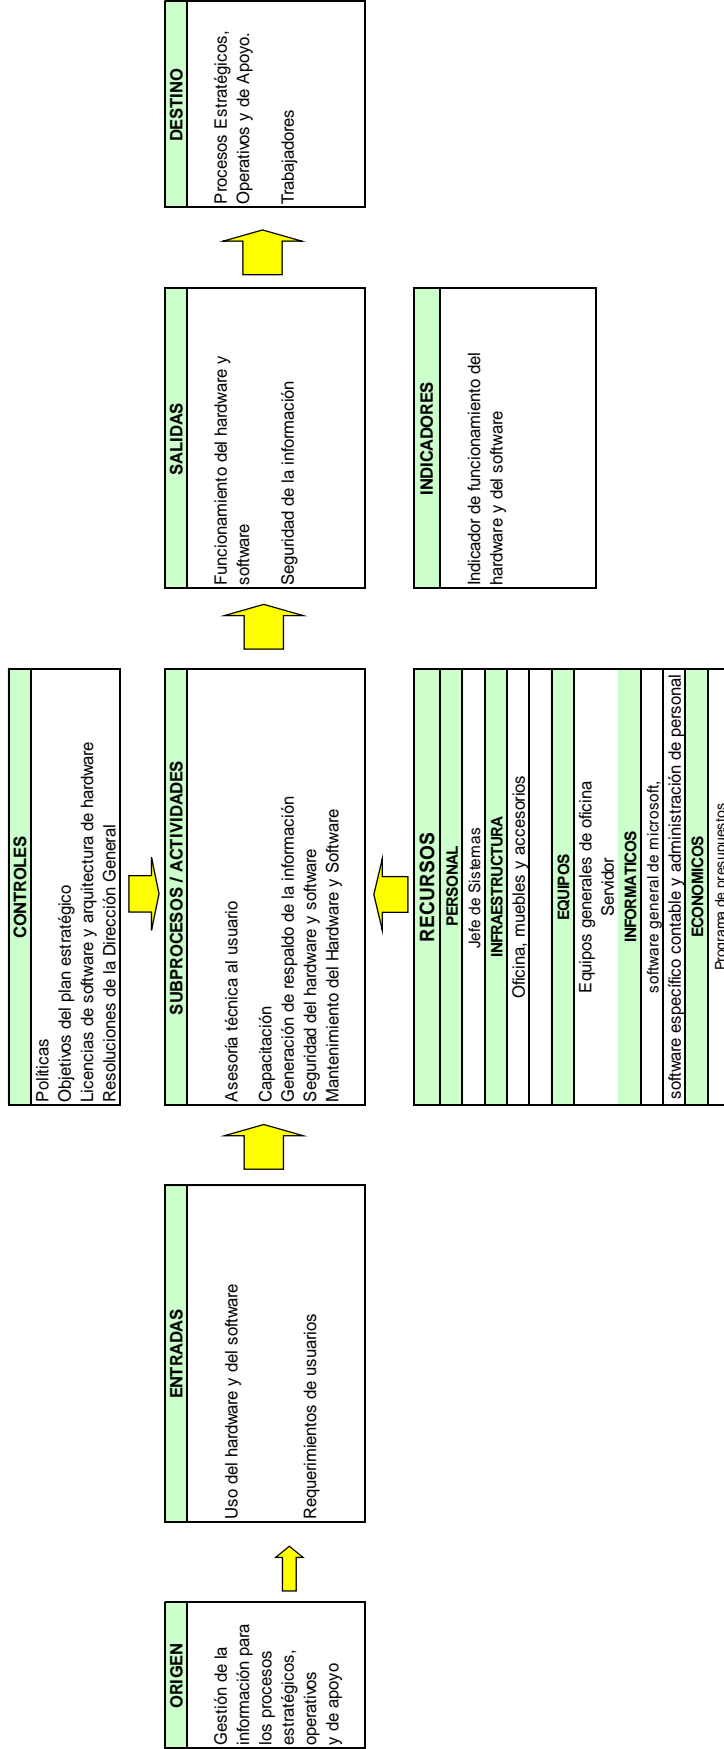 CONTROLES
Políticas
Objetivos del plan estratégico
Licencias de software y arquitectura de hardware
Resoluciones de la Dirección General
ORIGEN
Gestión de la
información para
los procesos
estratégicos,
operativos
y de apoyo
ENTRADAS
Uso del hardware y del software
Requerimientos de usuarios
SUBPROCESOS / ACTIVIDADES
Asesoría técnica al usuario
Capacitación
Generación de respaldo de la información
Seguridad del hardware y software
Mantenimiento del Hardware y Software
SALIDAS
Funcionamiento del hardware y
software
Seguridad de la información
DESTINO
Procesos Estratégicos,
Operativos y de Apoyo.
Trabajadores
RECURSOS
PERSONAL
Jefe de Sistemas
INFRAESTRUCTURA
Oficina, muebles y accesorios
EQUIPOS
Equipos generales de oficina
Servidor
INFORMATICOS
software general de microsoft,
software específico contable y administración de personal
ECONOMICOS
Programa de presupuestos
INDICADORES
Indicador de funcionamiento del
hardware y del software